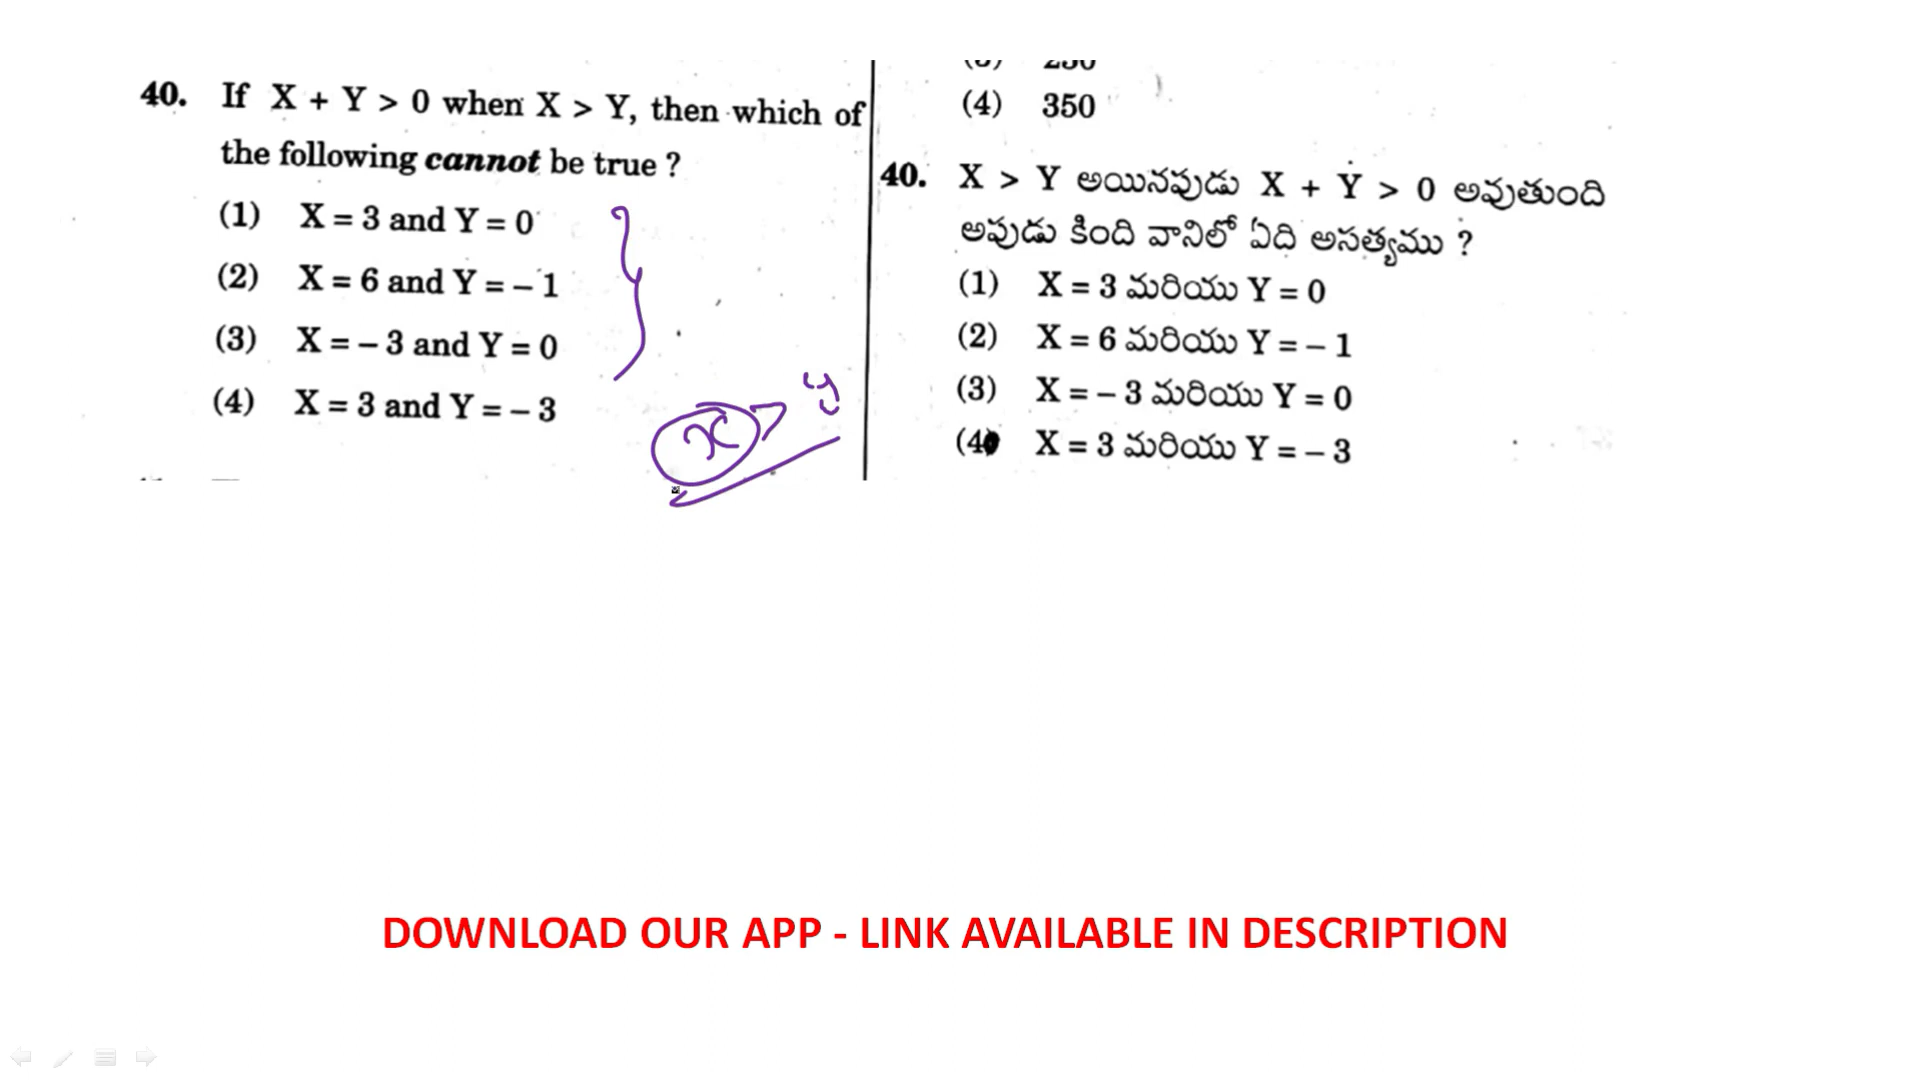 40. If X + Y > 0 when X > Y, then which of
the following cannot be true ?
(1) X = 3 and Y = 0
(2) X = 6 and Y = – 1
(3) X = – 3 and Y = 0
(4) X = 3 and Y = – 3
x > y
(4) 350
40. X > Y అయినపుడు X + Y > 0 అవుతుంది
అపుడు కింది వానిలో ఏది అసత్యము ?
(1) X = 3 మరియు Y = 0
(2) X = 6 మరియు Y = – 1
(3) X = – 3 మరియు Y = 0
(4) X = 3 మరియు Y = – 3
DOWNLOAD OUR APP - LINK AVAILABLE IN DESCRIPTION